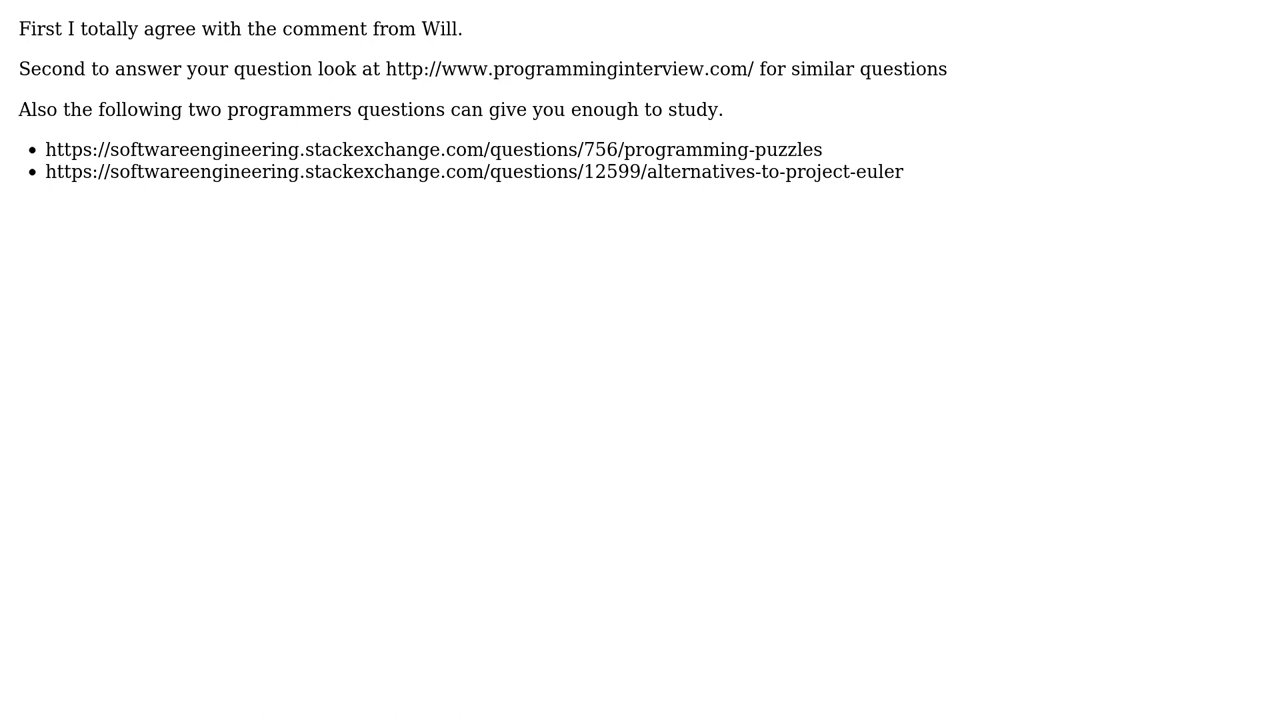 First I totally agree with the comment from Will.
Second to answer your question look at http://www.programminginterview.com/ for similar questions
Also the following two programmers questions can give you enough to study.
• https://softwareengineering.stackexchange.com/questions/756/programming-puzzles
• https://softwareengineering.stackexchange.com/questions/12599/alternatives-to-project-euler